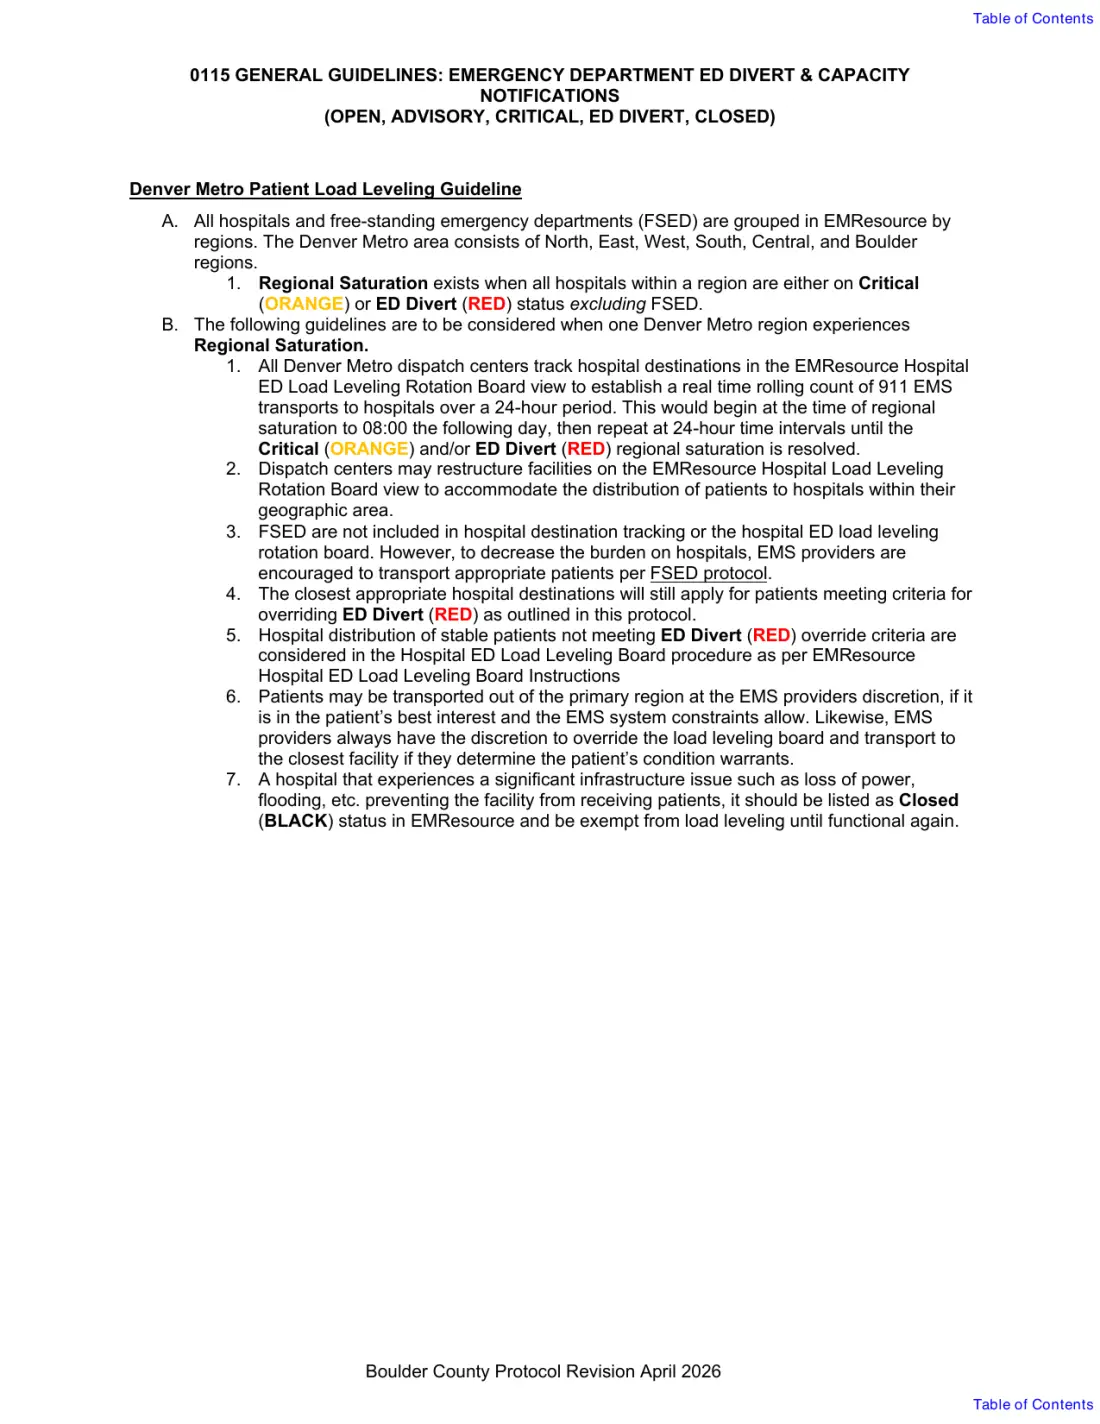 Table of Contents
0115 GENERAL GUIDELINES: EMERGENCY DEPARTMENT ED DIVERT & CAPACITY
NOTIFICATIONS
(OPEN, ADVISORY, CRITICAL, ED DIVERT, CLOSED)
Denver Metro Patient Load Leveling Guideline
A. All hospitals and free-standing emergency departments (FSED) are grouped in EMResource by
regions. The Denver Metro area consists of North, East, West, South, Central, and Boulder
regions.
1. Regional Saturation exists when all hospitals within a region are either on Critical
(ORANGE) or ED Divert (RED) status excluding FSED.
B. The following guidelines are to be considered when one Denver Metro region experiences
Regional Saturation.
1. All Denver Metro dispatch centers track hospital destinations in the EMResource Hospital
ED Load Leveling Rotation Board view to establish a real time rolling count of 911 EMS
transports to hospitals over a 24-hour period. This would begin at the time of regional
saturation to 08:00 the following day, then repeat at 24-hour time intervals until the
Critical (ORANGE) and/or ED Divert (RED) regional saturation is resolved.
2. Dispatch centers may restructure facilities on the EMResource Hospital Load Leveling
Rotation Board view to accommodate the distribution of patients to hospitals within their
geographic area.
3. FSED are not included in hospital destination tracking or the hospital ED load leveling
rotation board. However, to decrease the burden on hospitals, EMS providers are
encouraged to transport appropriate patients per FSED protocol.
4. The closest appropriate hospital destinations will still apply for patients meeting criteria for
overriding ED Divert (RED) as outlined in this protocol.
5. Hospital distribution of stable patients not meeting ED Divert (RED) override criteria are
considered in the Hospital ED Load Leveling Board procedure as per EMResource
Hospital ED Load Leveling Board Instructions
6. Patients may be transported out of the primary region at the EMS providers discretion, if it
is in the patient's best interest and the EMS system constraints allow. Likewise, EMS
providers always have the discretion to override the load leveling board and transport to
the closest facility if they determine the patient's condition warrants.
7. A hospital that experiences a significant infrastructure issue such as loss of power,
flooding, etc. preventing the facility from receiving patients, it should be listed as Closed
(BLACK) status in EMResource and be exempt from load leveling until functional again.
Boulder County Protocol Revision April 2026
Table of Contents